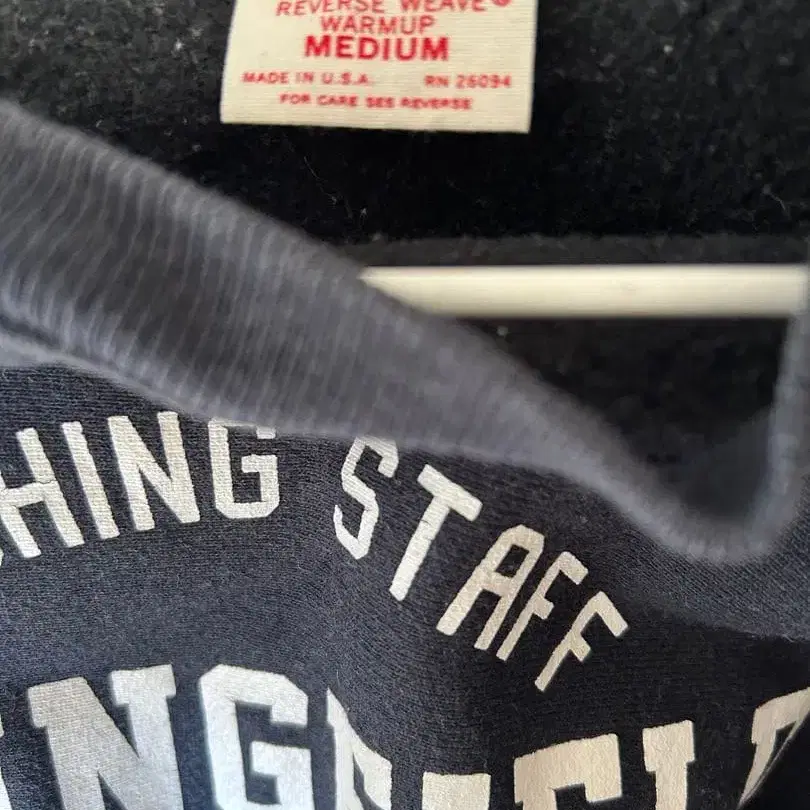 REVERSE WEAVE®
WARMUP
MEDIUM
MADE IN U.S.A. RN 26094
FOR CARE SEE REVERSE
HING STAFF